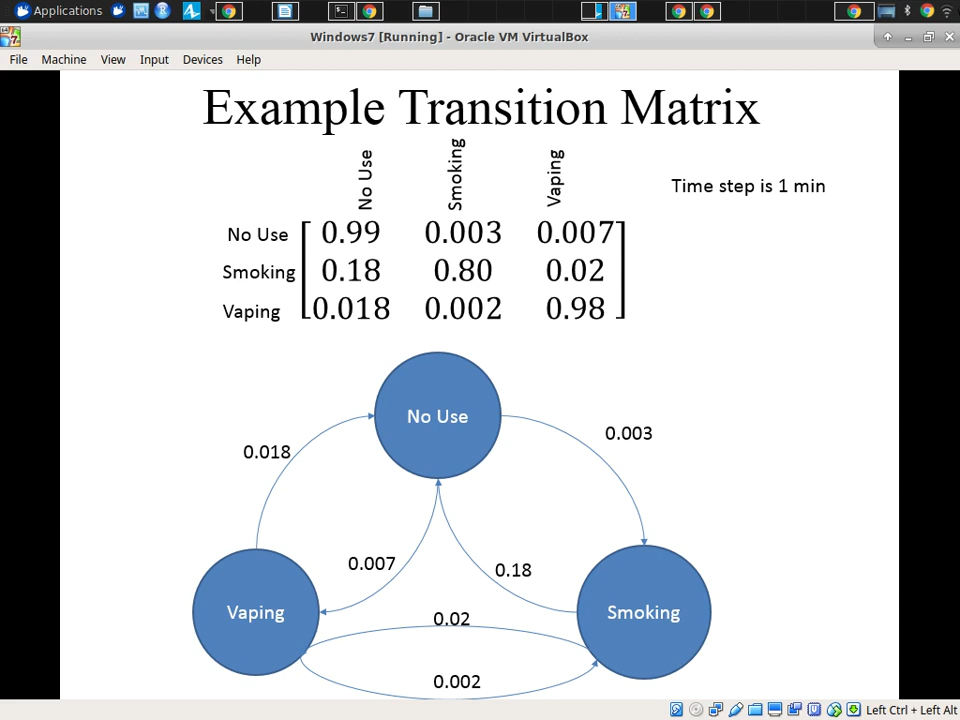 Applications
Windows7 [Running] - Oracle VM VirtualBox
File Machine View Input Devices Help
Example Transition Matrix
No Use Smoking Vaping
Time step is 1 min
No Use 0.99 0.003 0.007
Smoking 0.18 0.80 0.02
Vaping 0.018 0.002 0.98
No Use
0.003
0.018
0.007
0.18
Vaping
Smoking
0.02
0.002
Left Ctrl + Left Alt